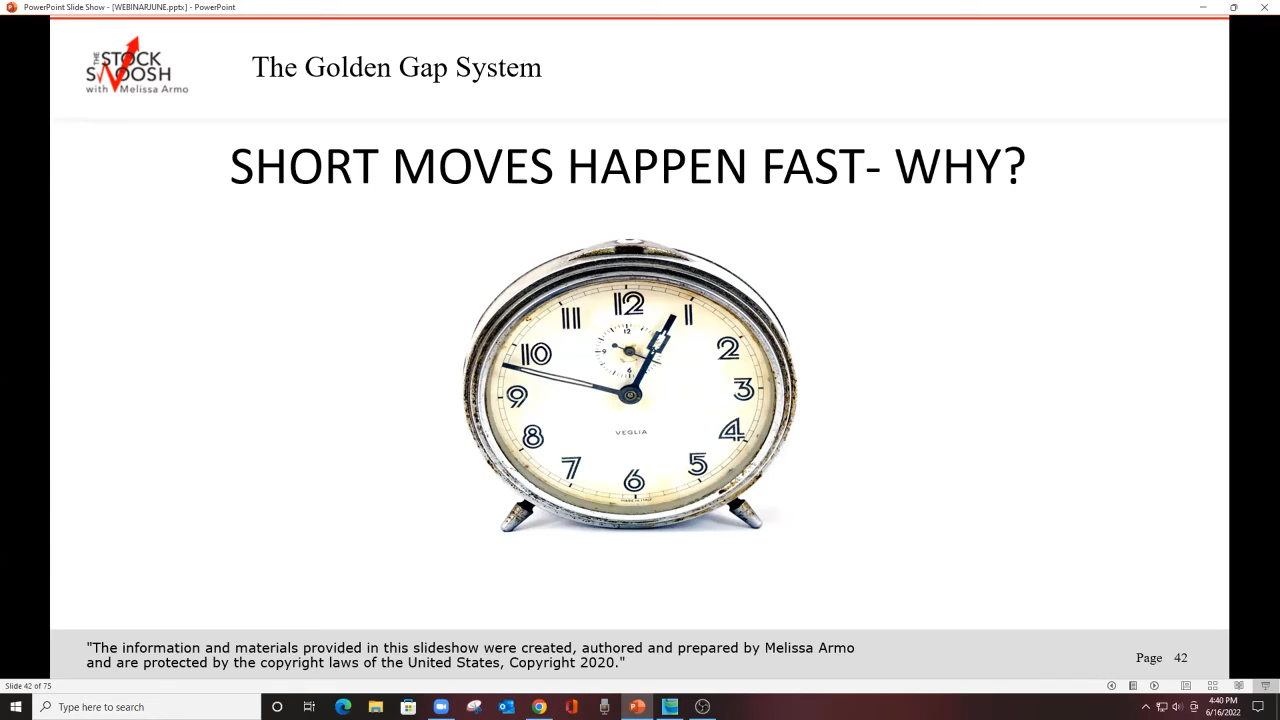 PowerPoint Slide Show - [WEBINARJUNE.pptx] - PowerPoint
THE STOCK
SWOOSH
with Melissa Armo
The Golden Gap System
SHORT MOVES HAPPEN FAST- WHY?
12
1
2
3
4
5
6
7
8
9
10
11
12
9
6
VEGLIA
"The information and materials provided in this slideshow were created, authored and prepared by Melissa Armo
and are protected by the copyright laws of the United States, Copyright 2020."
Page 42
Slide 42 of 75
Type here to search
4:40 PM
6/16/2022